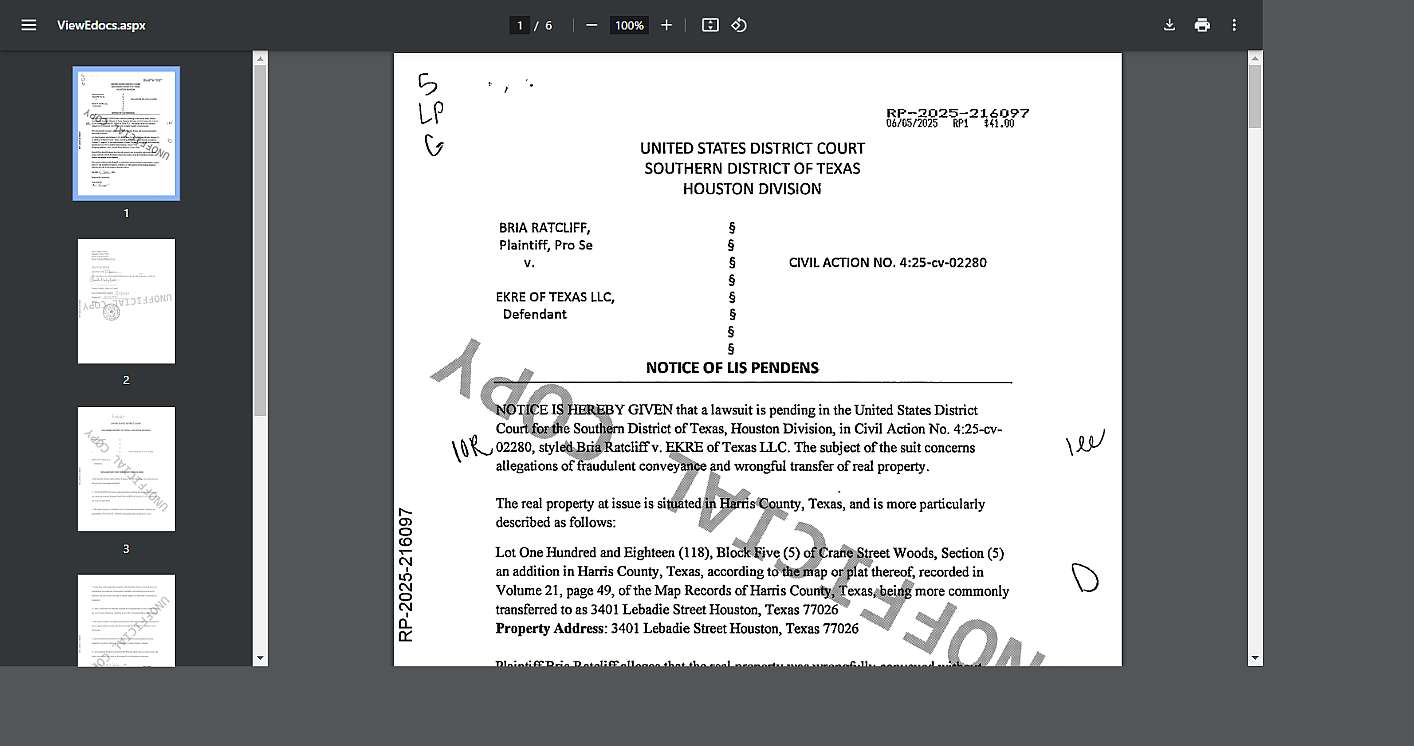 ViewEdocs.aspx
1 / 6
100%
5
LP
G
RP-2025-216097
06/05/2025 RP1 $41.00
UNITED STATES DISTRICT COURT
SOUTHERN DISTRICT OF TEXAS
HOUSTON DIVISION
BRIA RATCLIFF, §
Plaintiff, Pro Se §
v. § CIVIL ACTION NO. 4:25-cv-02280
§
EKRE OF TEXAS LLC, §
Defendant §
§
§
NOTICE OF LIS PENDENS
NOTICE IS HEREBY GIVEN that a lawsuit is pending in the United States District
Court for the Southern District of Texas, Houston Division, in Civil Action No. 4:25-cv-
02280, styled Bria Ratcliff v. EKRE of Texas LLC. The subject of the suit concerns
allegations of fraudulent conveyance and wrongful transfer of real property.
10R
The real property at issue is situated in Harris County, Texas, and is more particularly
described as follows:
Lot One Hundred and Eighteen (118), Block Five (5) of Crane Street Woods, Section (5)
an addition in Harris County, Texas, according to the map or plat thereof, recorded in
Volume 21, page 49, of the Map Records of Harris County, Texas, being more commonly
transferred to as 3401 Lebadie Street Houston, Texas 77026
Property Address: 3401 Lebadie Street Houston, Texas 77026
D
Plaintiff Bria Ratcliff alleges that the real property was wrongfully conveyed without
RP-2025-216097
UNOFFICIAL COPY
1
2
3